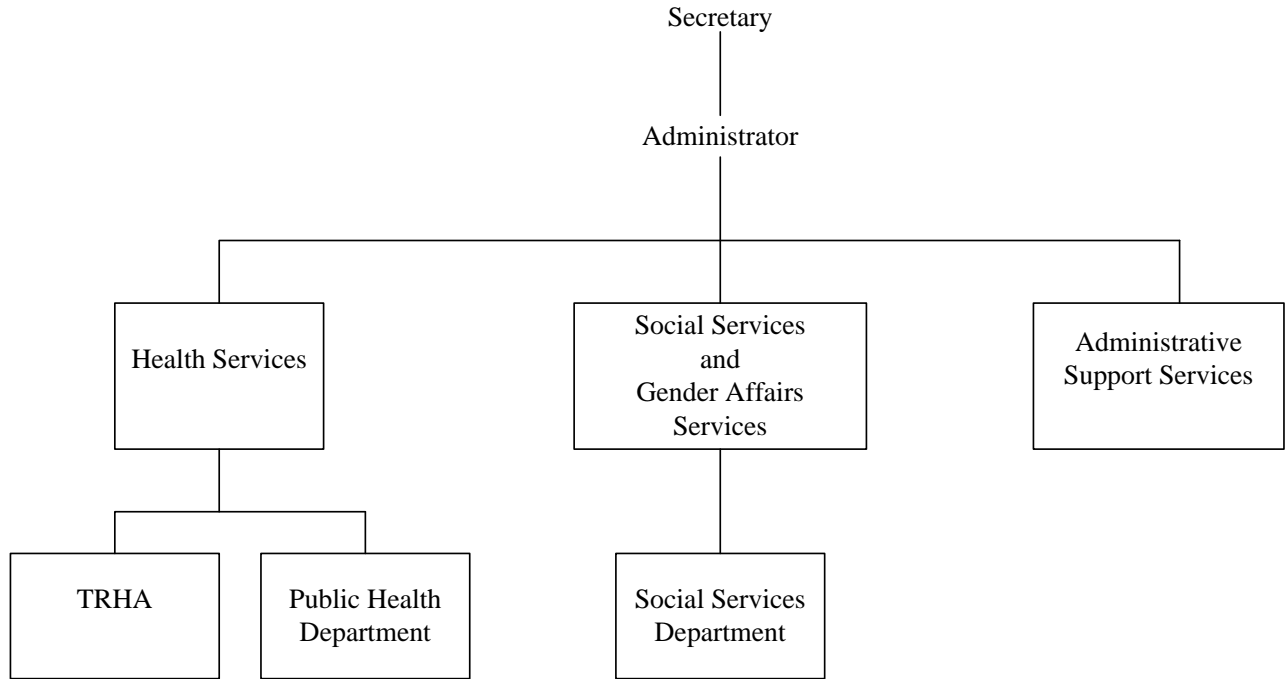 Secretary
Administrator
Health Services
Social Services
and
Gender Affairs
Services
Administrative
Support Services
TRHA
Public Health
Department
Social Services
Department